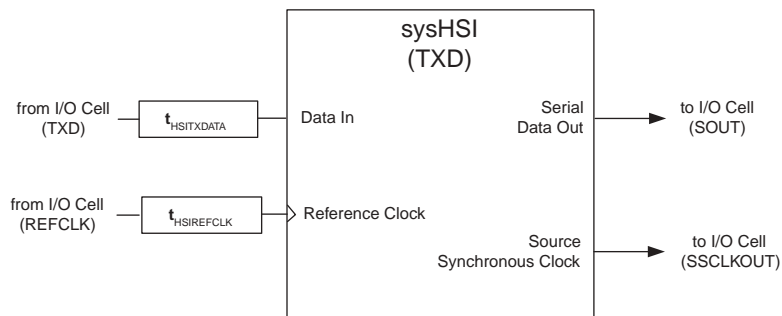 sysHSI
(TXD)
from I/O Cell
(TXD)
tHSITXDATA
Data In
Serial
Data Out
to I/O Cell
(SOUT)
from I/O Cell
(REFCLK)
tHSIREFCLK
Reference Clock
Source
Synchronous Clock
to I/O Cell
(SSCLKOUT)